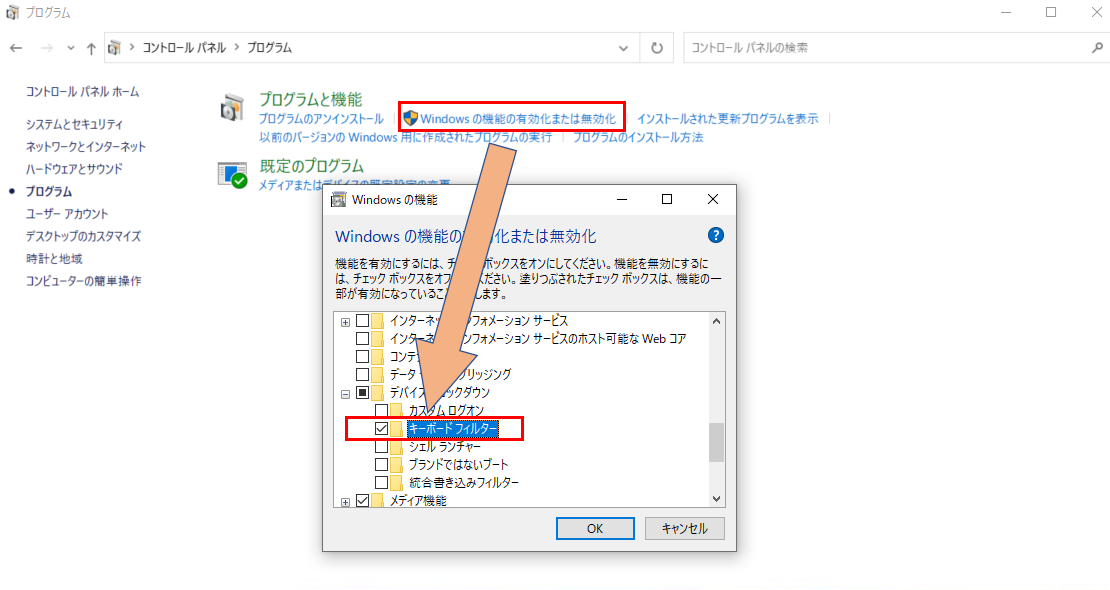 プログラム
コントロール パネル プログラム
コントロール パネルの検索
コントロール パネル ホーム
システムとセキュリティ
ネットワークとインターネット
ハードウェアとサウンド
プログラム
ユーザー アカウント
デスクトップのカスタマイズ
時計と地域
コンピューターの簡単操作
プログラムと機能
プログラムのアンインストール Windows の機能の有効化または無効化 インストールされた更新プログラムを表示
以前のバージョンの Windows 用に作成されたプログラムの実行 プログラムのインストール方法
既定のプログラム
メディアまたはデバイスの既定設定の変更
Windows の機能
Windows の機能の 化または無効化
機能を有効にするには、チ ボックスをオンにしてください。機能を無効にするに
は、チェック ボックスをオフ ください。塗りつぶされたチェック ボックスは、機能の一
部が有効になっているこ します。
インターネ フォメーション サービス
インターネ フォメーション サービスのホスト可能な Web コア
コンテ
データ ブリッジング
デバイス ックダウン
カスタム ログオン
キーボード フィルター
シェル ランチャー
ブランドではないブート
統合書き込みフィルター
メディア機能
OK キャンセル